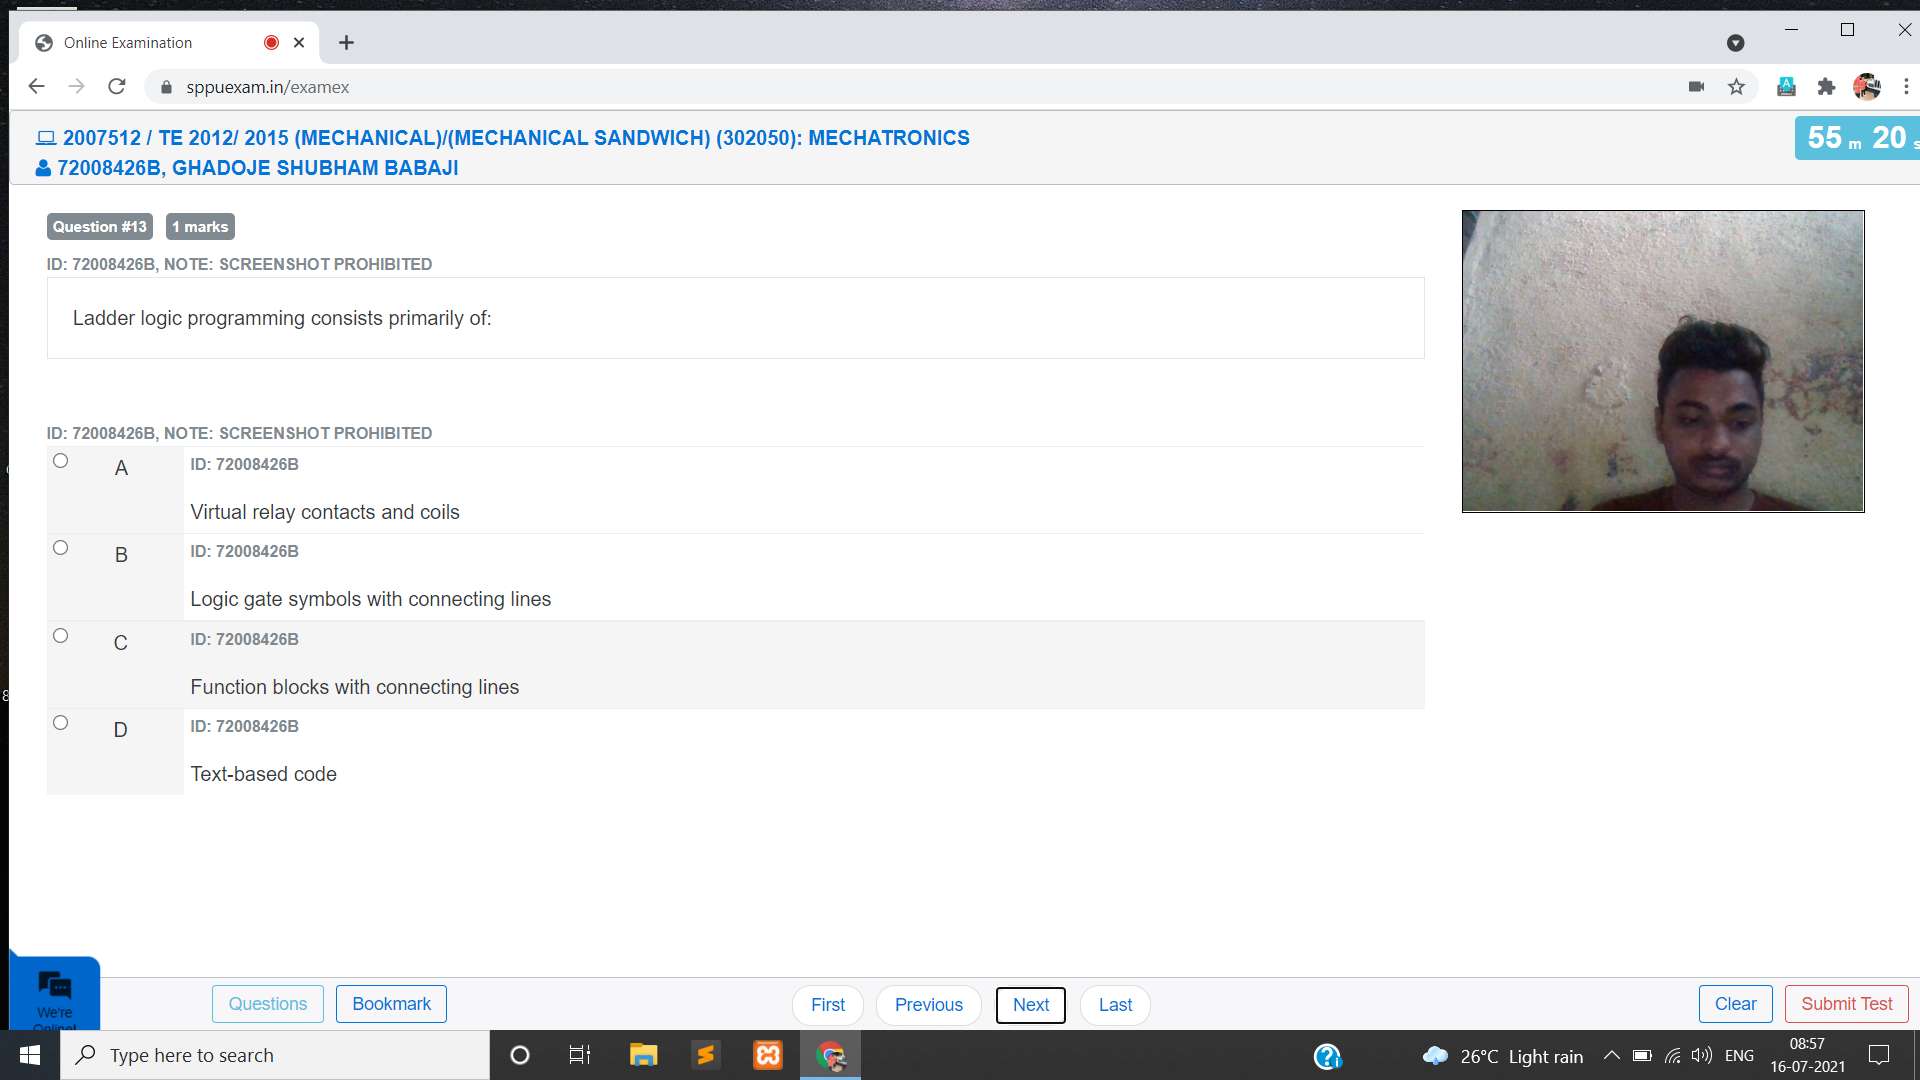 Online Examination
sppuexam.in/examex
2007512 / TE 2012/ 2015 (MECHANICAL)/(MECHANICAL SANDWICH) (302050): MECHATRONICS
55 m 20 s
72008426B, GHADOJE SHUBHAM BABAJI
Question #13 1 marks
ID: 72008426B, NOTE: SCREENSHOT PROHIBITED
Ladder logic programming consists primarily of:
ID: 72008426B, NOTE: SCREENSHOT PROHIBITED
A
ID: 72008426B
Virtual relay contacts and coils
B
ID: 72008426B
Logic gate symbols with connecting lines
C
ID: 72008426B
Function blocks with connecting lines
D
ID: 72008426B
Text-based code
We're
Online!
Questions Bookmark First Previous Next Last Clear Submit Test
Type here to search
26°C Light rain
ENG
08:57
16-07-2021